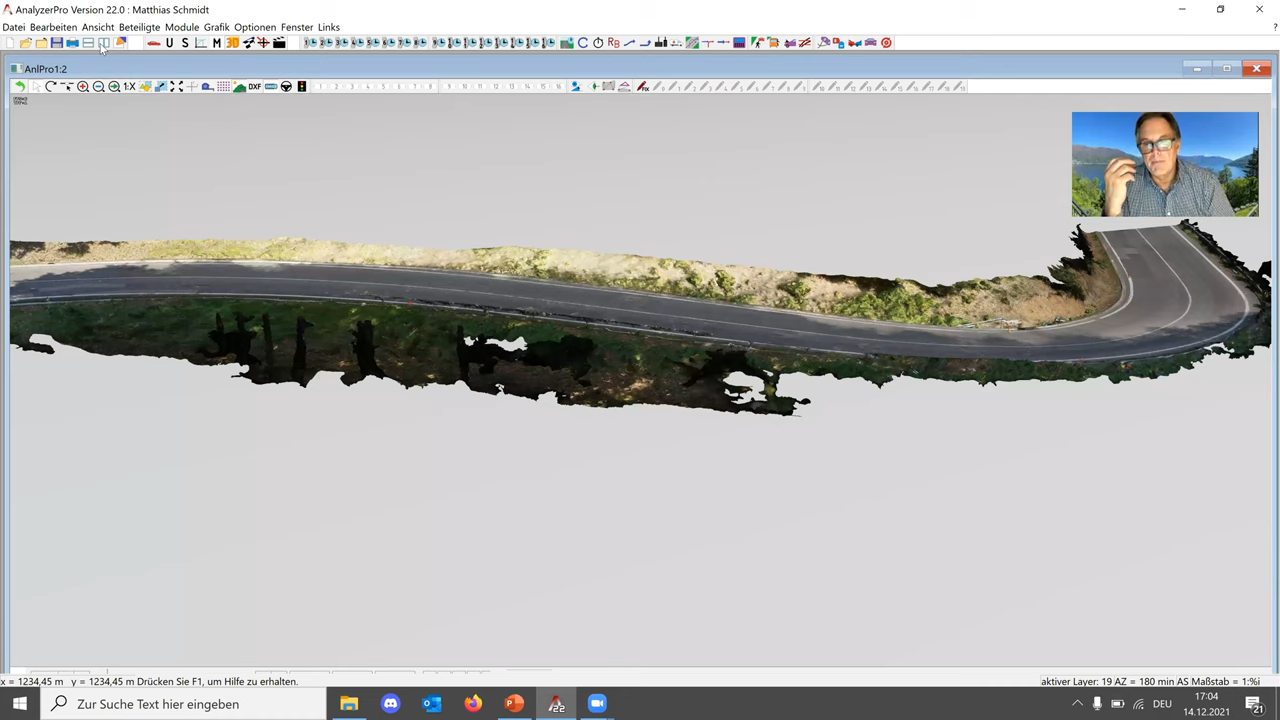 AnalyzerPro Version 22.0 : Matthias Schmidt
Datei Bearbeiten Ansicht Beteiligte Module Grafik Optionen Fenster Links ?
U S M 3D
AnlPro1:2
1:X DXF
x = 1234,45 m y = 1234,45 m Drücken Sie F1, um Hilfe zu erhalten.
aktiver Layer: 19 AZ = 180 min AS Maßstab = 1:%i
Zur Suche Text hier eingeben
22
DEU
17:04
14.12.2021
21